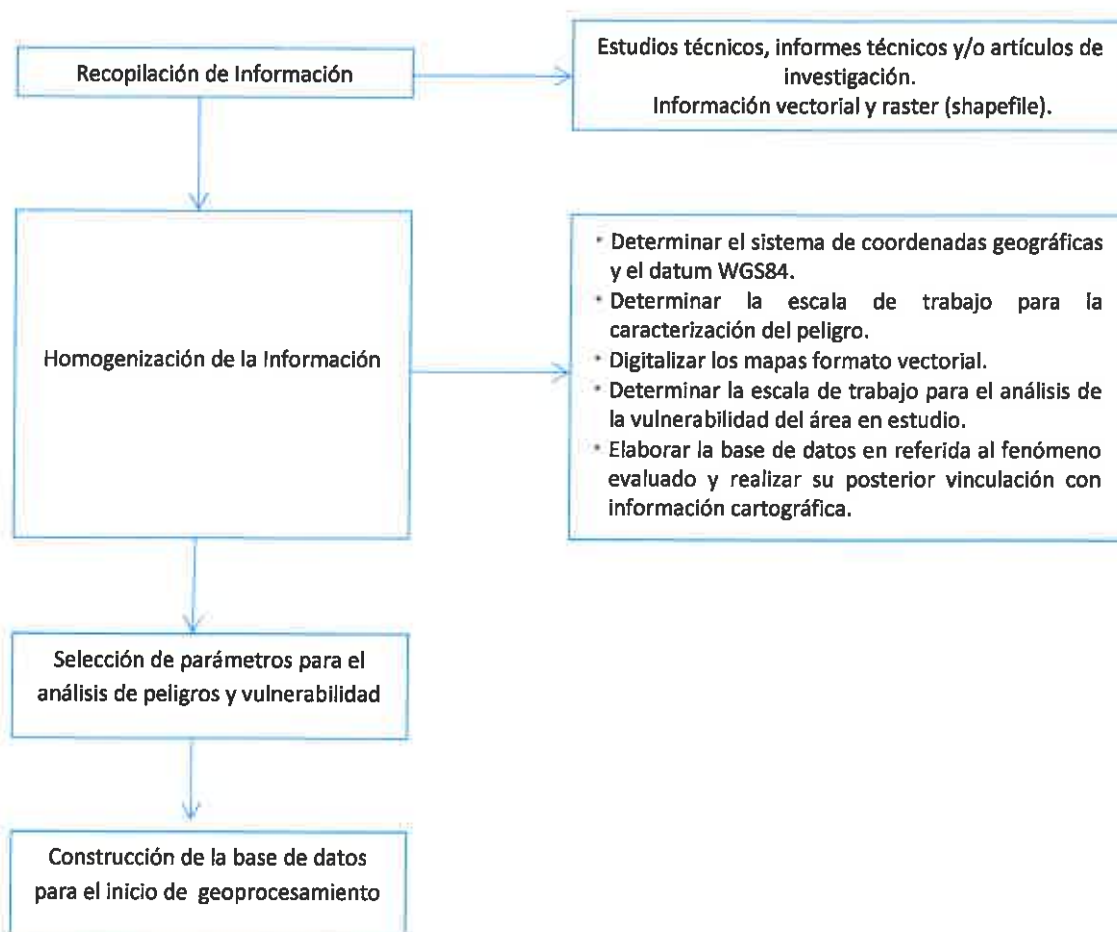 Recopilación de Información
Estudios técnicos, informes técnicos y/o artículos de
investigación.
Información vectorial y raster (shapefile).
Homogenización de la Información
• Determinar el sistema de coordenadas geográficas
y el datum WGS84.
• Determinar la escala de trabajo para la
caracterización del peligro.
• Digitalizar los mapas formato vectorial.
• Determinar la escala de trabajo para el análisis de
la vulnerabilidad del área en estudio.
• Elaborar la base de datos en referida al fenómeno
evaluado y realizar su posterior vinculación con
información cartográfica.
Selección de parámetros para el
análisis de peligros y vulnerabilidad
Construcción de la base de datos
para el inicio de geoprocesamiento